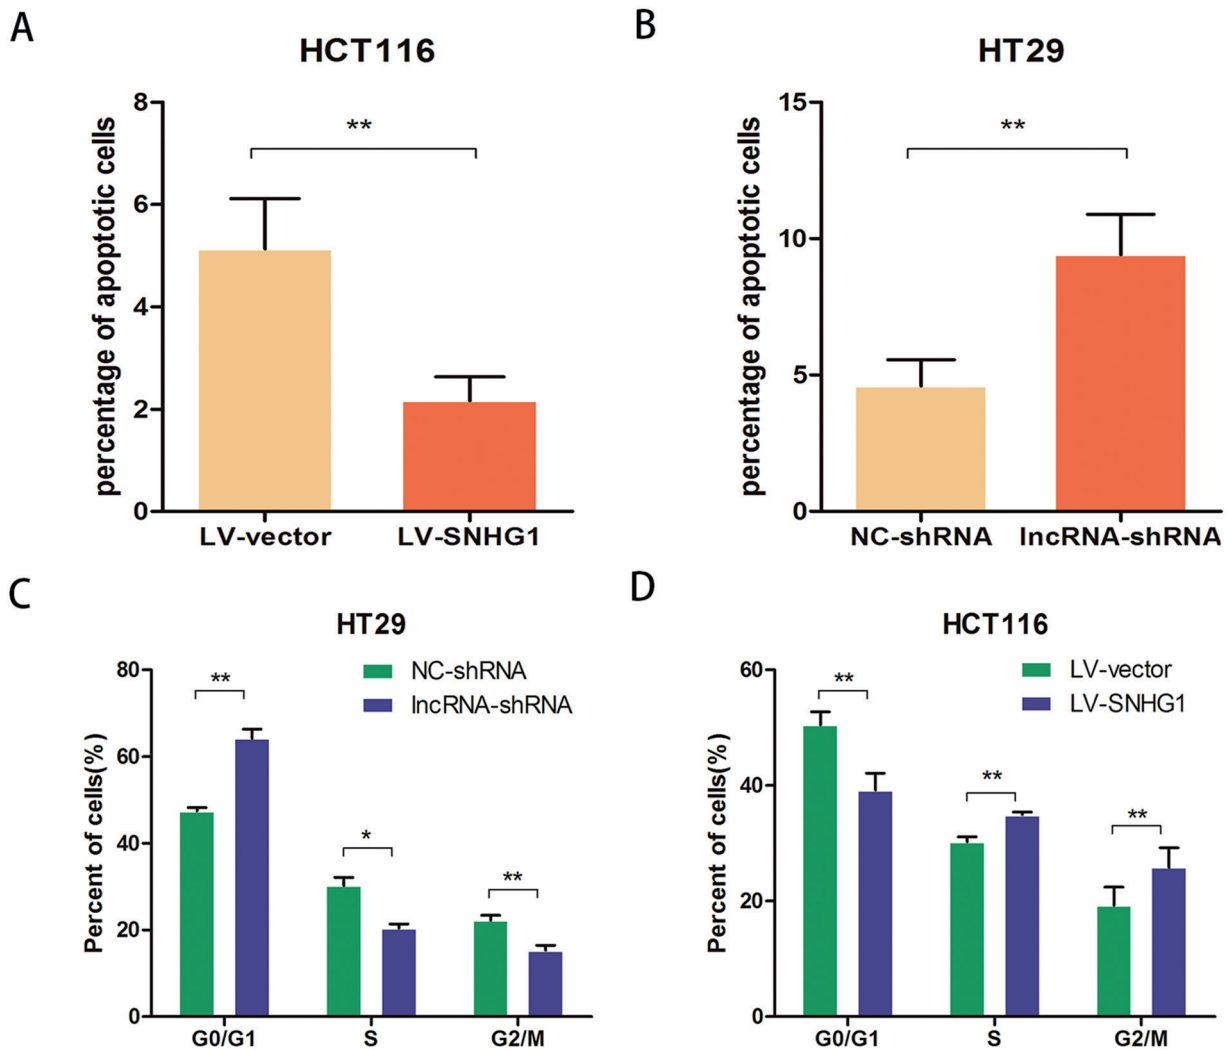 A
HCT116
percentage of apoptotic cells
8
6
4
2
0
**
LV-vector LV-SNHG1
B
HT29
percentage of apoptotic cells
15
10
5
0
**
NC-shRNA lncRNA-shRNA
C
HT29
NC-shRNA
lncRNA-shRNA
Percent of cells(%)
80
60
40
20
0
**
*
**
G0/G1 S G2/M
D
HCT116
LV-vector
LV-SNHG1
Percent of cells(%)
60
40
20
0
**
**
**
G0/G1 S G2/M